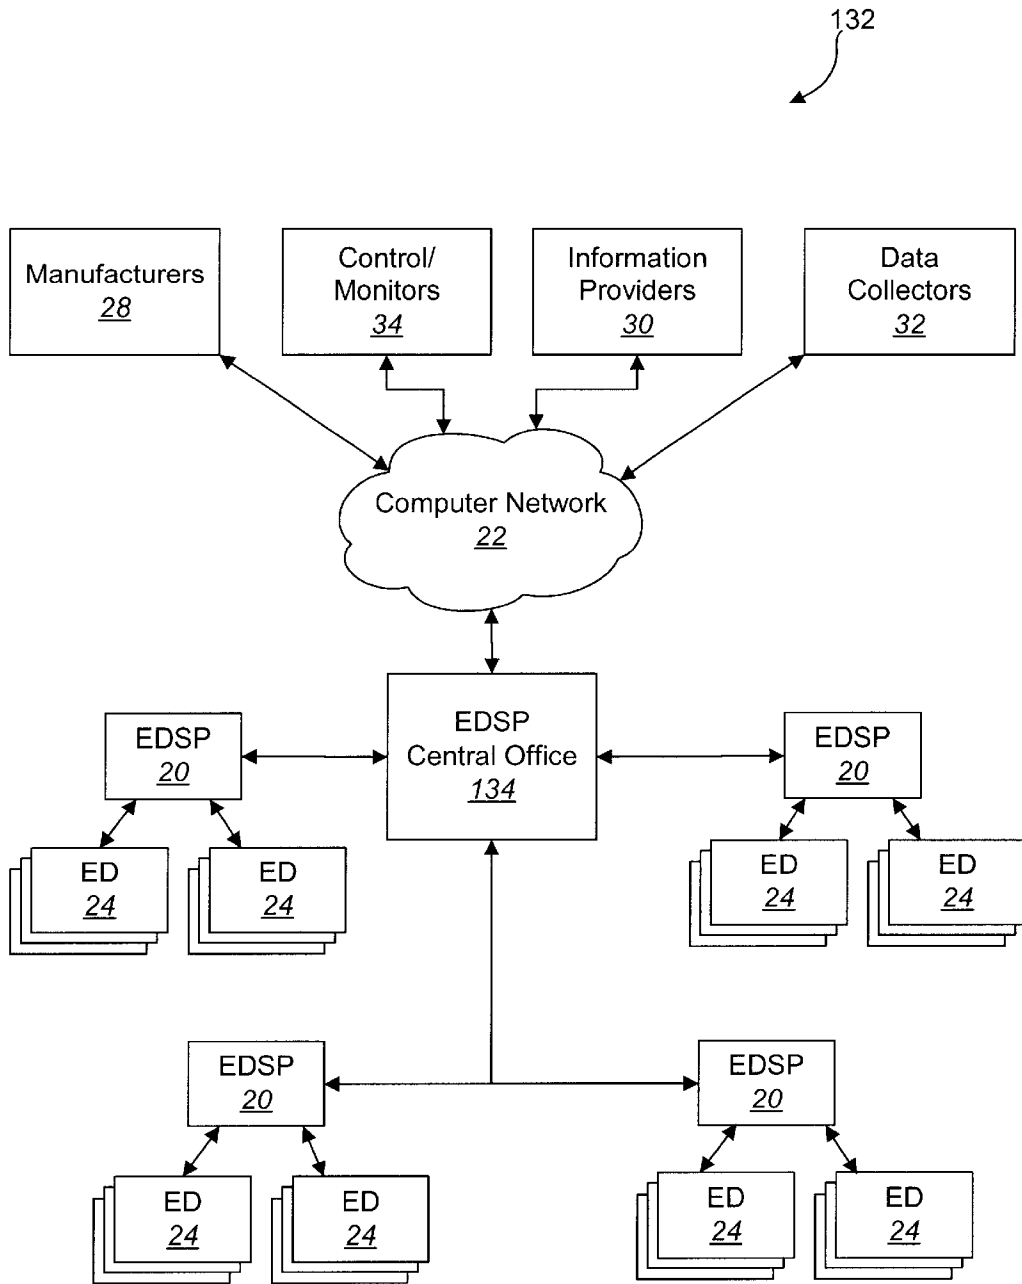 132
Manufacturers
28
Control/
Monitors
34
Information
Providers
30
Data
Collectors
32
Computer Network
22
EDSP
Central Office
134
EDSP
20
EDSP
20
ED
24
ED
24
ED
24
ED
24
EDSP
20
EDSP
20
ED
24
ED
24
ED
24
ED
24